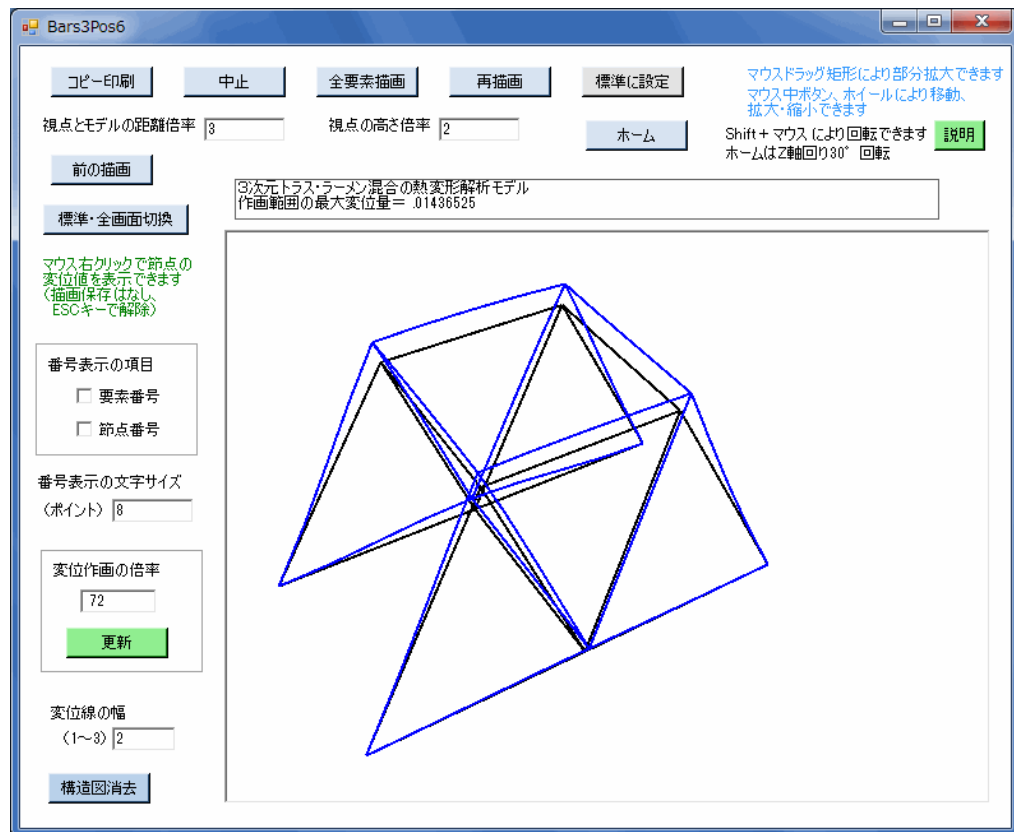 Bars3Pos6
コピー印刷
中止
全要素描画
再描画
標準に設定
マウスドラッグ矩形により部分拡大できます
マウス中ボタン、ホイールにより移動、
拡大・縮小できます
視点とモデルの距離倍率
3
視点の高さ倍率
2
ホーム
Shift+マウス により回転できます
ホームはZ軸回り30° 回転
説明
前の描画
標準・全画面切換
3次元トラス・ラーメン混合の熱変形解析モデル
作画範囲の最大変位量= .01436525
マウス右クリックで節点の
変位値を表示できます
(描画保存はなし、
ESCキーで解除)
番号表示の項目
要素番号
節点番号
番号表示の文字サイズ
(ポイント)
8
変位作画の倍率
72
更新
変位線の幅
(1~3)
2
構造図消去